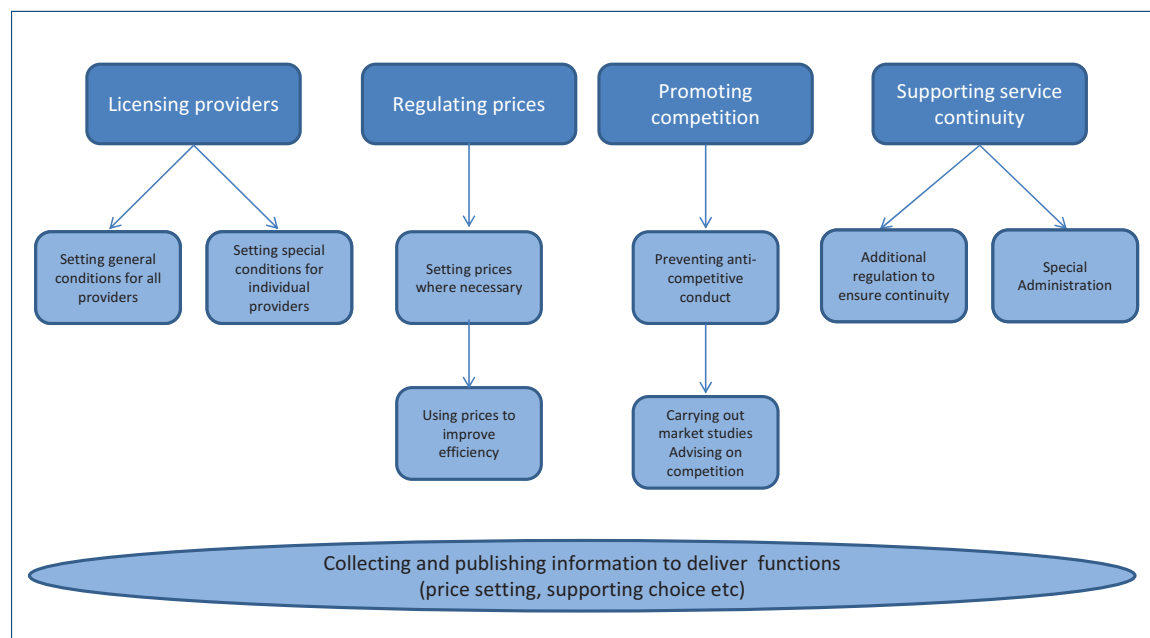 Licensing providers
Regulating prices
Promoting
competition
Supporting service
continuity
Setting general
conditions for all
providers
Setting special
conditions for
individual
providers
Setting prices
where necessary
Preventing anti-
competitive
conduct
Additional
regulation to
ensure continuity
Special
Administration
Using prices to
improve
efficiency
Carrying out
market studies
Advising on
competition
Collecting and publishing information to deliver functions
(price setting, supporting choice etc)